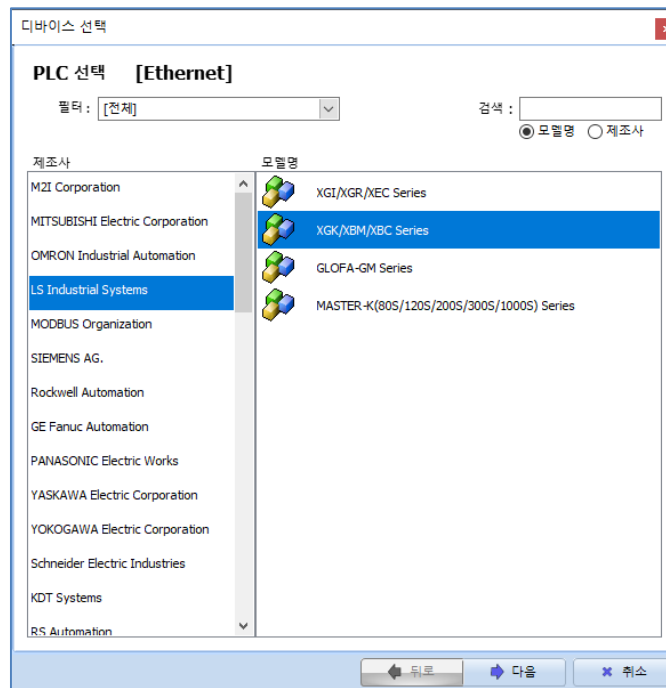 디바이스 선택
PLC 선택 [Ethernet]
필터 : [전체]
검색 :
모델명 제조사
제조사
M2I Corporation
MITSUBISHI Electric Corporation
OMRON Industrial Automation
LS Industrial Systems
MODBUS Organization
SIEMENS AG.
Rockwell Automation
GE Fanuc Automation
PANASONIC Electric Works
YASKAWA Electric Corporation
YOKOGAWA Electric Corporation
Schneider Electric Industries
KDT Systems
RS Automation
모델명
XGI/XGR/XEC Series
XGK/XBM/XBC Series
GLOFA-GM Series
MASTER-K(80S/120S/200S/300S/1000S) Series
뒤로 다음 취소